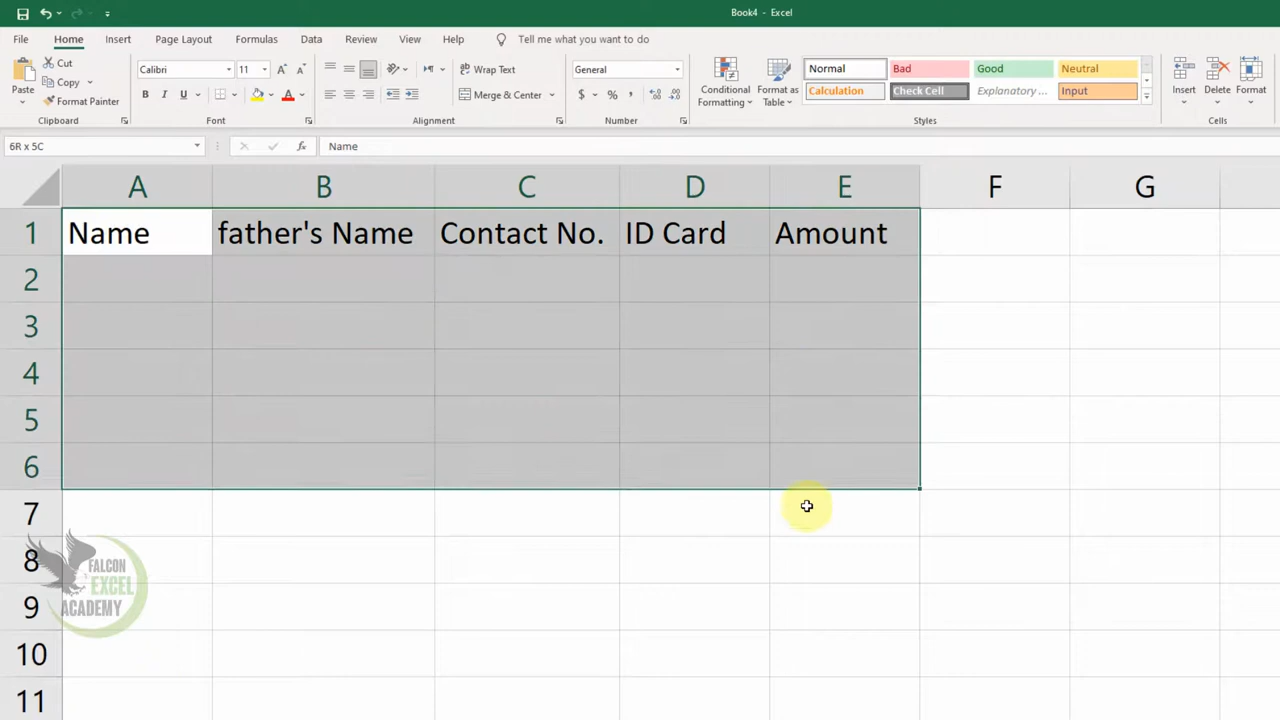 Book4 - Excel
File Home Insert Page Layout Formulas Data Review View Help Tell me what you want to do
Paste
Cut
Copy
Format Painter
Clipboard
Calibri 11 A A
B I U A
Font
Wrap Text
Merge & Center
Alignment
General
$ % ,
Number
Conditional Formatting
Format as Table
Normal Bad Good Neutral
Calculation Check Cell Explanatory ... Input
Styles
Insert Delete Format
Cells
6R x 5C fx Name
A B C D E F G
1 Name father's Name Contact No. ID Card Amount
2
3
4
5
6
7
8
9
10
11
FALCON
EXCEL
ACADEMY